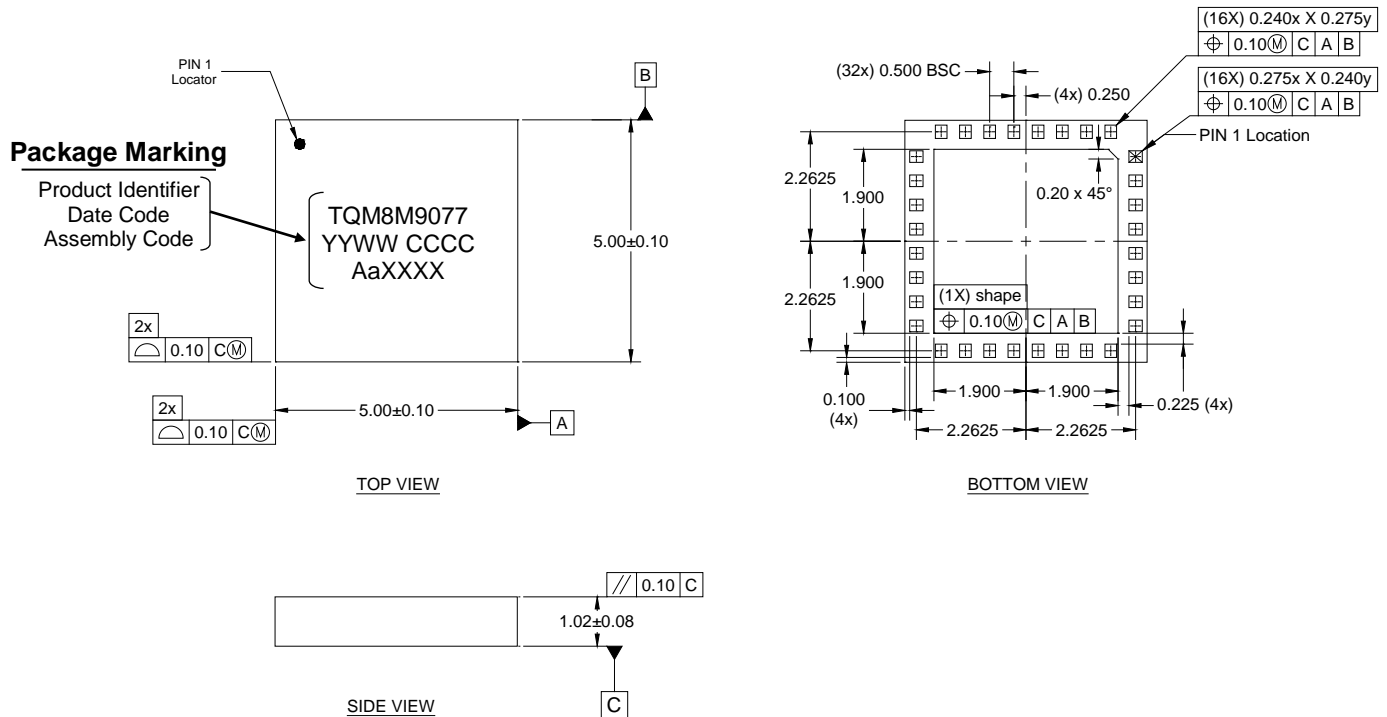 PIN 1
Locator
Package Marking
Product Identifier
Date Code
Assembly Code
TQM8M9077
YYWW CCCC
AaXXXX
B
5.00±0.10
2x
0.10 CⓂ
2x
0.10 CⓂ
5.00±0.10
A
TOP VIEW
(16X) 0.240x X 0.275y
⌖ 0.10Ⓜ C A B
(16X) 0.275x X 0.240y
⌖ 0.10Ⓜ C A B
PIN 1 Location
(32x) 0.500 BSC
(4x) 0.250
2.2625
1.900
0.20 x 45°
1.900
2.2625
(1X) shape
⌖ 0.10Ⓜ C A B
0.100
(4x)
1.900
1.900
0.225 (4x)
2.2625
2.2625
BOTTOM VIEW
// 0.10 C
1.02±0.08
C
SIDE VIEW